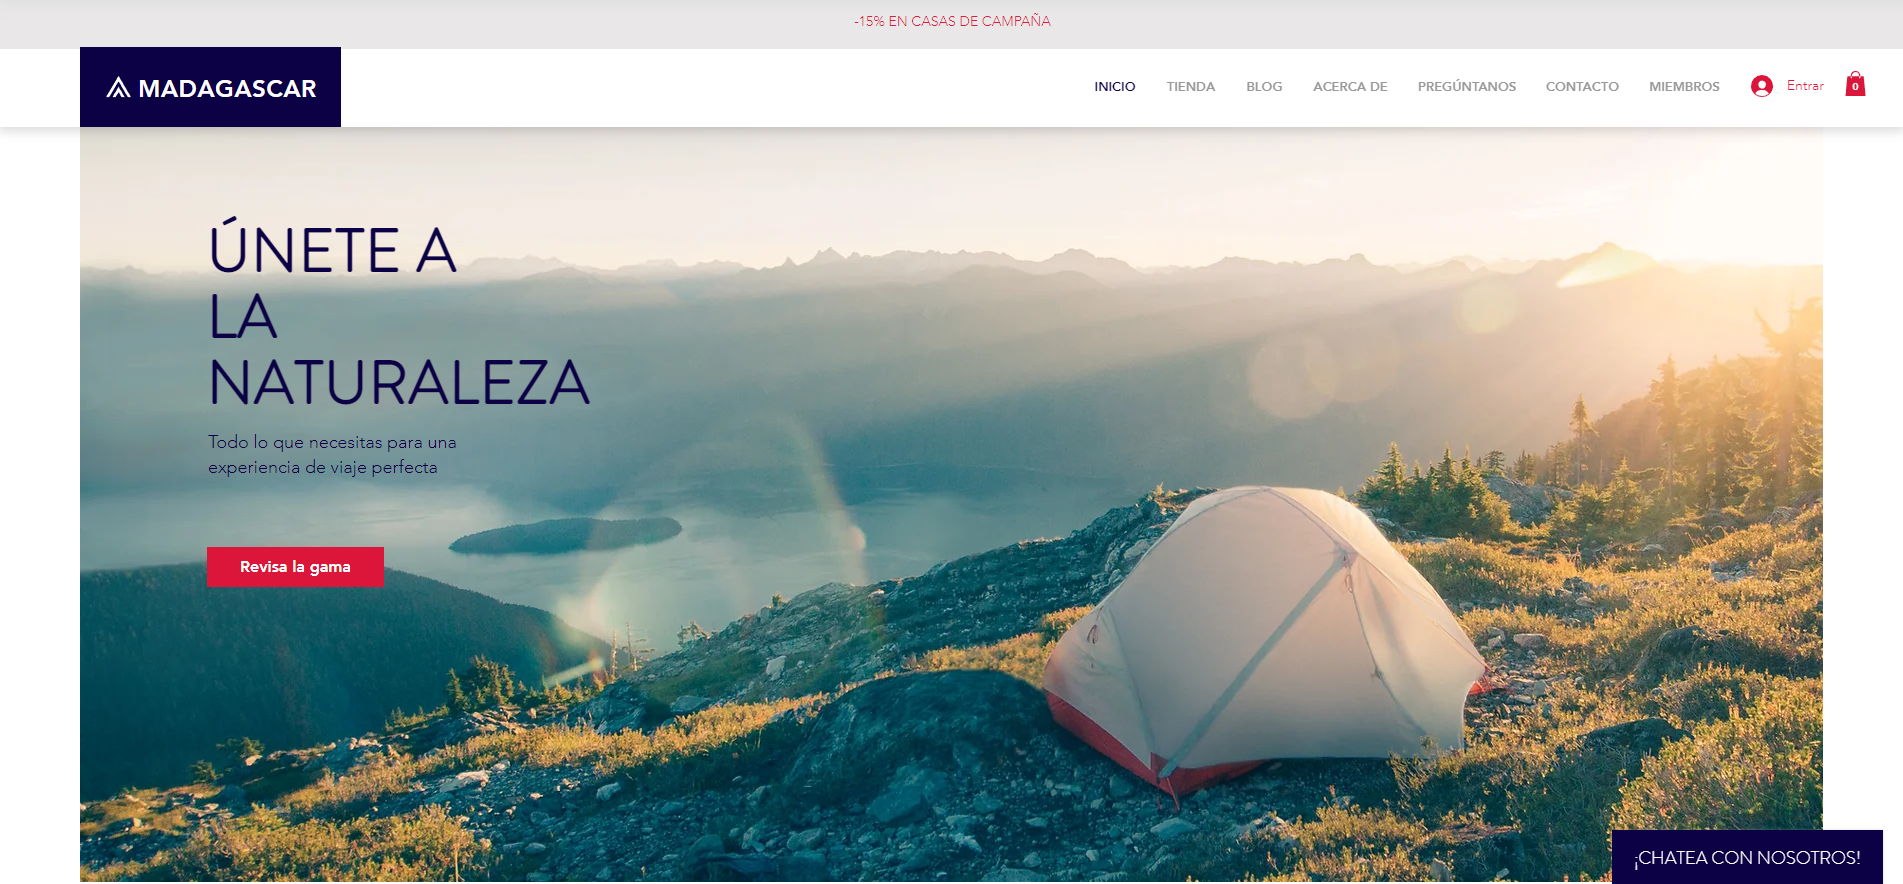 -15% EN CASAS DE CAMPAÑA
MADAGASCAR
INICIO TIENDA BLOG ACERCA DE PREGÚNTANOS CONTACTO MIEMBROS Entrar 0
ÚNETE A
LA
NATURALEZA
Todo lo que necesitas para una
experiencia de viaje perfecta
Revisa la gama
¡CHATEA CON NOSOTROS!